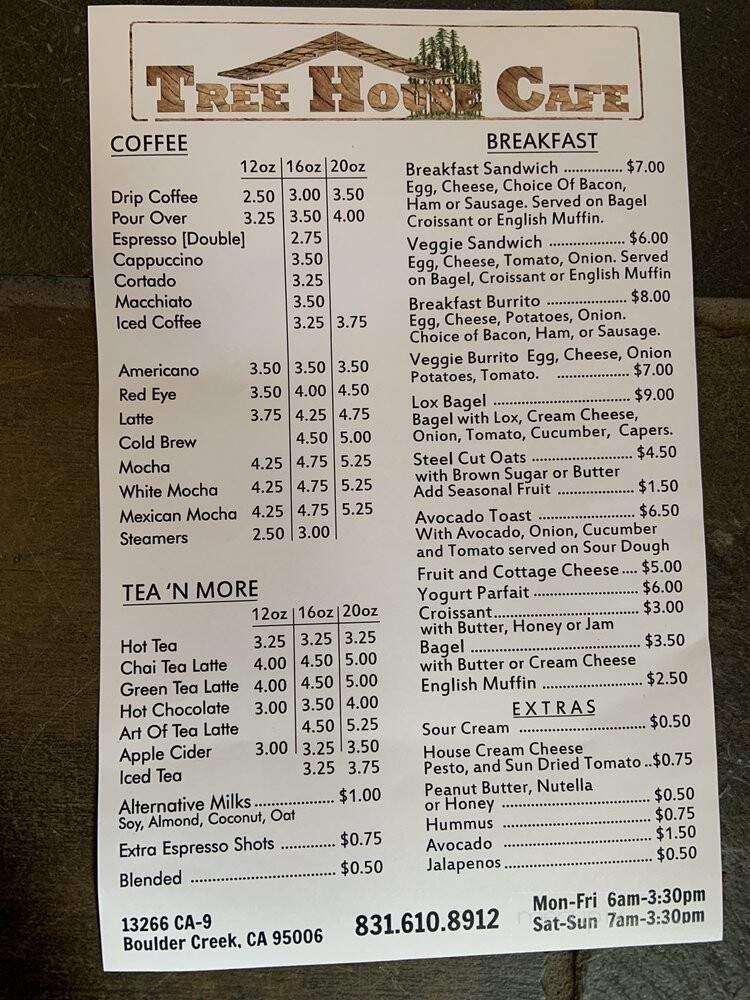 TREE HOUSE CAFE
COFFEE
12oz 16oz 20oz
Drip Coffee 2.50 3.00 3.50
Pour Over 3.25 3.50 4.00
Espresso [Double] 2.75
Cappuccino 3.50
Cortado 3.25
Macchiato 3.50
Iced Coffee 3.25 3.75
Americano 3.50 3.50 3.50
Red Eye 3.50 4.00 4.50
Latte 3.75 4.25 4.75
Cold Brew 4.50 5.00
Mocha 4.25 4.75 5.25
White Mocha 4.25 4.75 5.25
Mexican Mocha 4.25 4.75 5.25
Steamers 2.50 3.00
TEA 'N MORE
12oz 16oz 20oz
Hot Tea 3.25 3.25 3.25
Chai Tea Latte 4.00 4.50 5.00
Green Tea Latte 4.00 4.50 5.00
Hot Chocolate 3.00 3.50 4.00
Art Of Tea Latte 4.50 5.25
Apple Cider 3.00 3.25 3.50
Iced Tea 3.25 3.75
Alternative Milks .................. $1.00
Soy, Almond, Coconut, Oat
Extra Espresso Shots ............ $0.75
Blended ................................ $0.50
BREAKFAST
Breakfast Sandwich ............... $7.00
Egg, Cheese, Choice Of Bacon,
Ham or Sausage. Served on Bagel
Croissant or English Muffin.
Veggie Sandwich ................... $6.00
Egg, Cheese, Tomato, Onion. Served
on Bagel, Croissant or English Muffin
Breakfast Burrito .................... $8.00
Egg, Cheese, Potatoes, Onion.
Choice of Bacon, Ham, or Sausage.
Veggie Burrito Egg, Cheese, Onion
Potatoes, Tomato. .................. $7.00
Lox Bagel .................................. $9.00
Bagel with Lox, Cream Cheese,
Onion, Tomato, Cucumber, Capers.
Steel Cut Oats .......................... $4.50
with Brown Sugar or Butter
Add Seasonal Fruit ................... $1.50
Avocado Toast ........................ $6.50
With Avocado, Onion, Cucumber
and Tomato served on Sour Dough
Fruit and Cottage Cheese.... $5.00
Yogurt Parfait .......................... $6.00
Croissant.................................... $3.00
with Butter, Honey or Jam
Bagel .......................................... $3.50
with Butter or Cream Cheese
English Muffin ......................... $2.50
EXTRAS
Sour Cream ................................ $0.50
House Cream Cheese
Pesto, and Sun Dried Tomato ..$0.75
Peanut Butter, Nutella
or Honey ..................................... $0.50
Hummus ..................................... $0.75
Avocado ...................................... $1.50
Jalapenos..................................... $0.50
13266 CA-9
Boulder Creek, CA 95006
831.610.8912
Mon-Fri 6am-3:30pm
Sat-Sun 7am-3:30pm